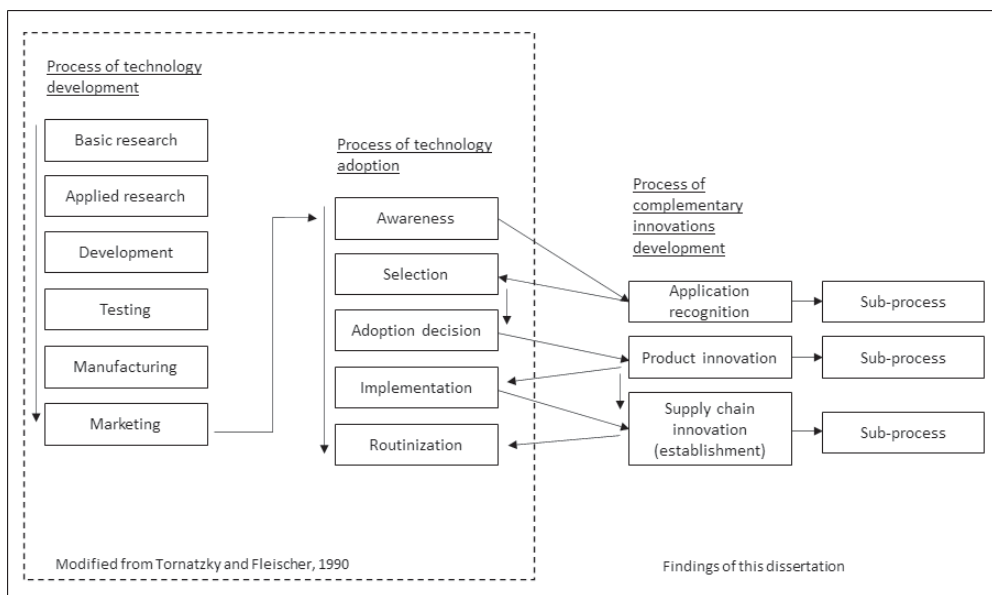 Process of technology
development
Basic research
Applied research
Development
Testing
Manufacturing
Marketing
Process of technology
adoption
Awareness
Selection
Adoption decision
Implementation
Routinization
Process of
complementary
innovations
development
Application
recognition
Sub-process
Product innovation
Sub-process
Supply chain
innovation
(establishment)
Sub-process
Modified from Tornatzky and Fleischer, 1990
Findings of this dissertation